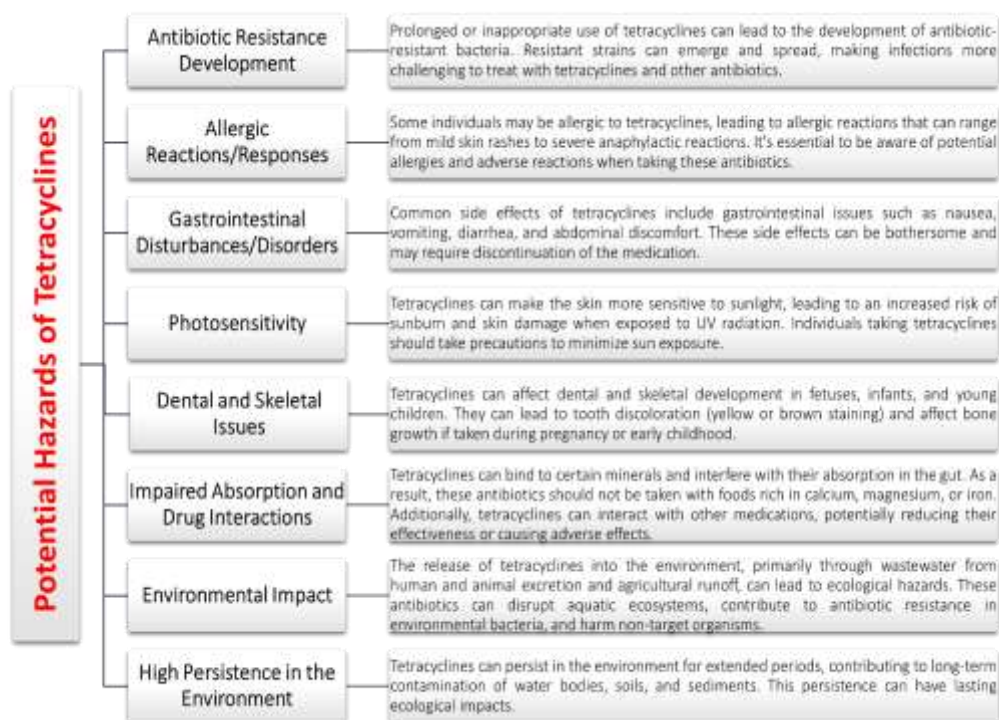 Potential Hazards of Tetracyclines
Antibiotic Resistance
Development
Prolonged or inappropriate use of tetracyclines can lead to the development of antibiotic-
resistant bacteria. Resistant strains can emerge and spread, making infections more
challenging to treat with tetracyclines and other antibiotics.
Allergic
Reactions/Responses
Some individuals may be allergic to tetracyclines, leading to allergic reactions that can range
from mild skin rashes to severe anaphylactic reactions. It's essential to be aware of potential
allergies and adverse reactions when taking these antibiotics.
Gastrointestinal
Disturbances/Disorders
Common side effects of tetracyclines include gastrointestinal issues such as nausea,
vomiting, diarrhea, and abdominal discomfort. These side effects can be bothersome and
may require discontinuation of the medication.
Photosensitivity
Tetracyclines can make the skin more sensitive to sunlight, leading to an increased risk of
sunburn and skin damage when exposed to UV radiation. Individuals taking tetracyclines
should take precautions to minimize sun exposure.
Dental and Skeletal
Issues
Tetracyclines can affect dental and skeletal development in fetuses, infants, and young
children. They can lead to tooth discoloration (yellow or brown staining) and affect bone
growth if taken during pregnancy or early childhood.
Impaired Absorption and
Drug Interactions
Tetracyclines can bind to certain minerals and interfere with their absorption in the gut. As a
result, these antibiotics should not be taken with foods rich in calcium, magnesium, or iron.
Additionally, tetracyclines can interact with other medications, potentially reducing their
effectiveness or causing adverse effects.
Environmental Impact
The release of tetracyclines into the environment, primarily through wastewater from
human and animal excretion and agricultural runoff, can lead to ecological hazards. These
antibiotics can disrupt aquatic ecosystems, contribute to antibiotic resistance in
environmental bacteria, and harm non-target organisms.
High Persistence in the
Environment
Tetracyclines can persist in the environment for extended periods, contributing to long-term
contamination of water bodies, soils, and sediments. This persistence can have lasting
ecological impacts.